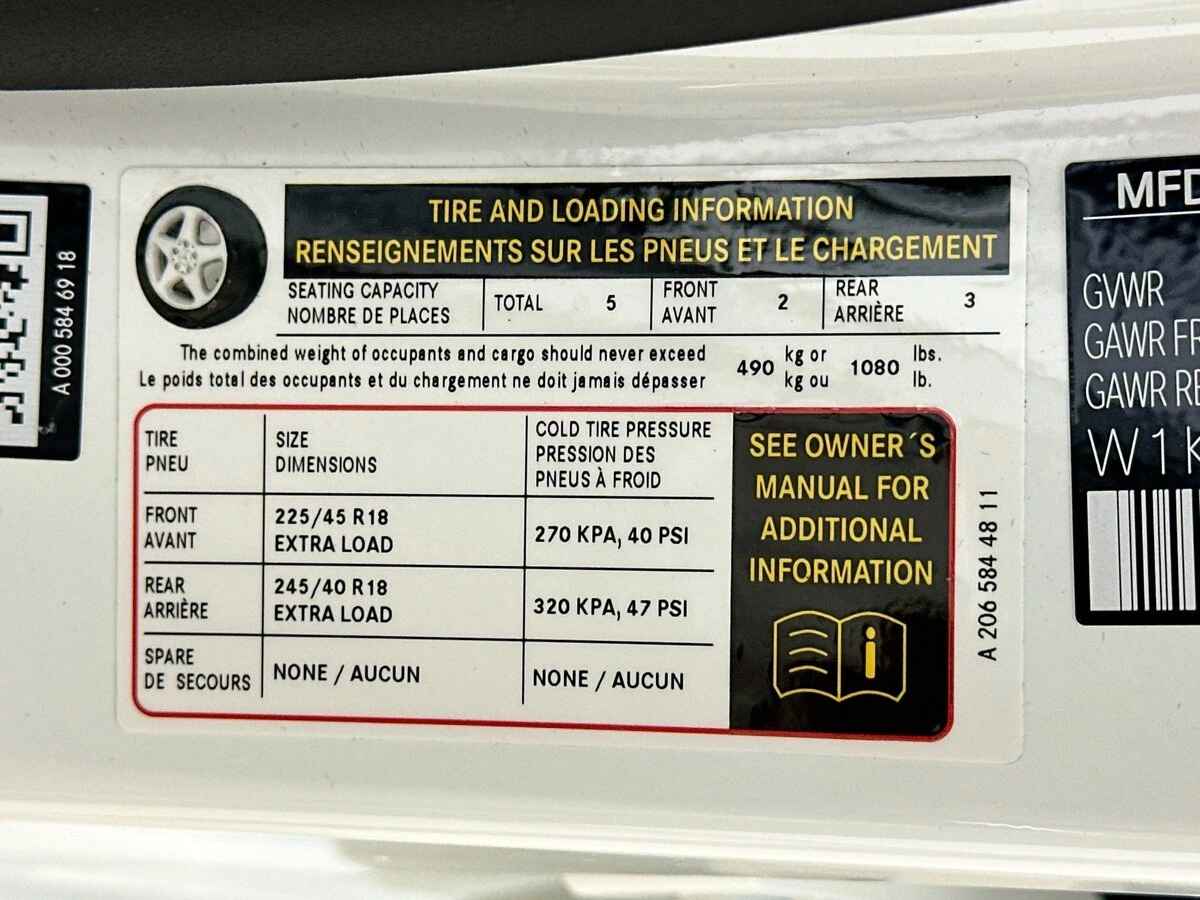 A 000 584 69 18
TIRE AND LOADING INFORMATION
RENSEIGNEMENTS SUR LES PNEUS ET LE CHARGEMENT
SEATING CAPACITY
NOMBRE DE PLACES
TOTAL 5
FRONT
AVANT
2
REAR
ARRIÈRE
3
The combined weight of occupants and cargo should never exceed
Le poids total des occupants et du chargement ne doit jamais dépasser
490
kg or
kg ou
1080
lbs.
lb.
TIRE
PNEU
SIZE
DIMENSIONS
COLD TIRE PRESSURE
PRESSION DES
PNEUS À FROID
FRONT
AVANT
225/45 R18
EXTRA LOAD
270 KPA, 40 PSI
REAR
ARRIÈRE
245/40 R18
EXTRA LOAD
320 KPA, 47 PSI
SPARE
DE SECOURS
NONE / AUCUN
NONE / AUCUN
SEE OWNER´S
MANUAL FOR
ADDITIONAL
INFORMATION
i
A 206 584 48 11
MFD
GVWR
GAWR FR
GAWR RE
W1K